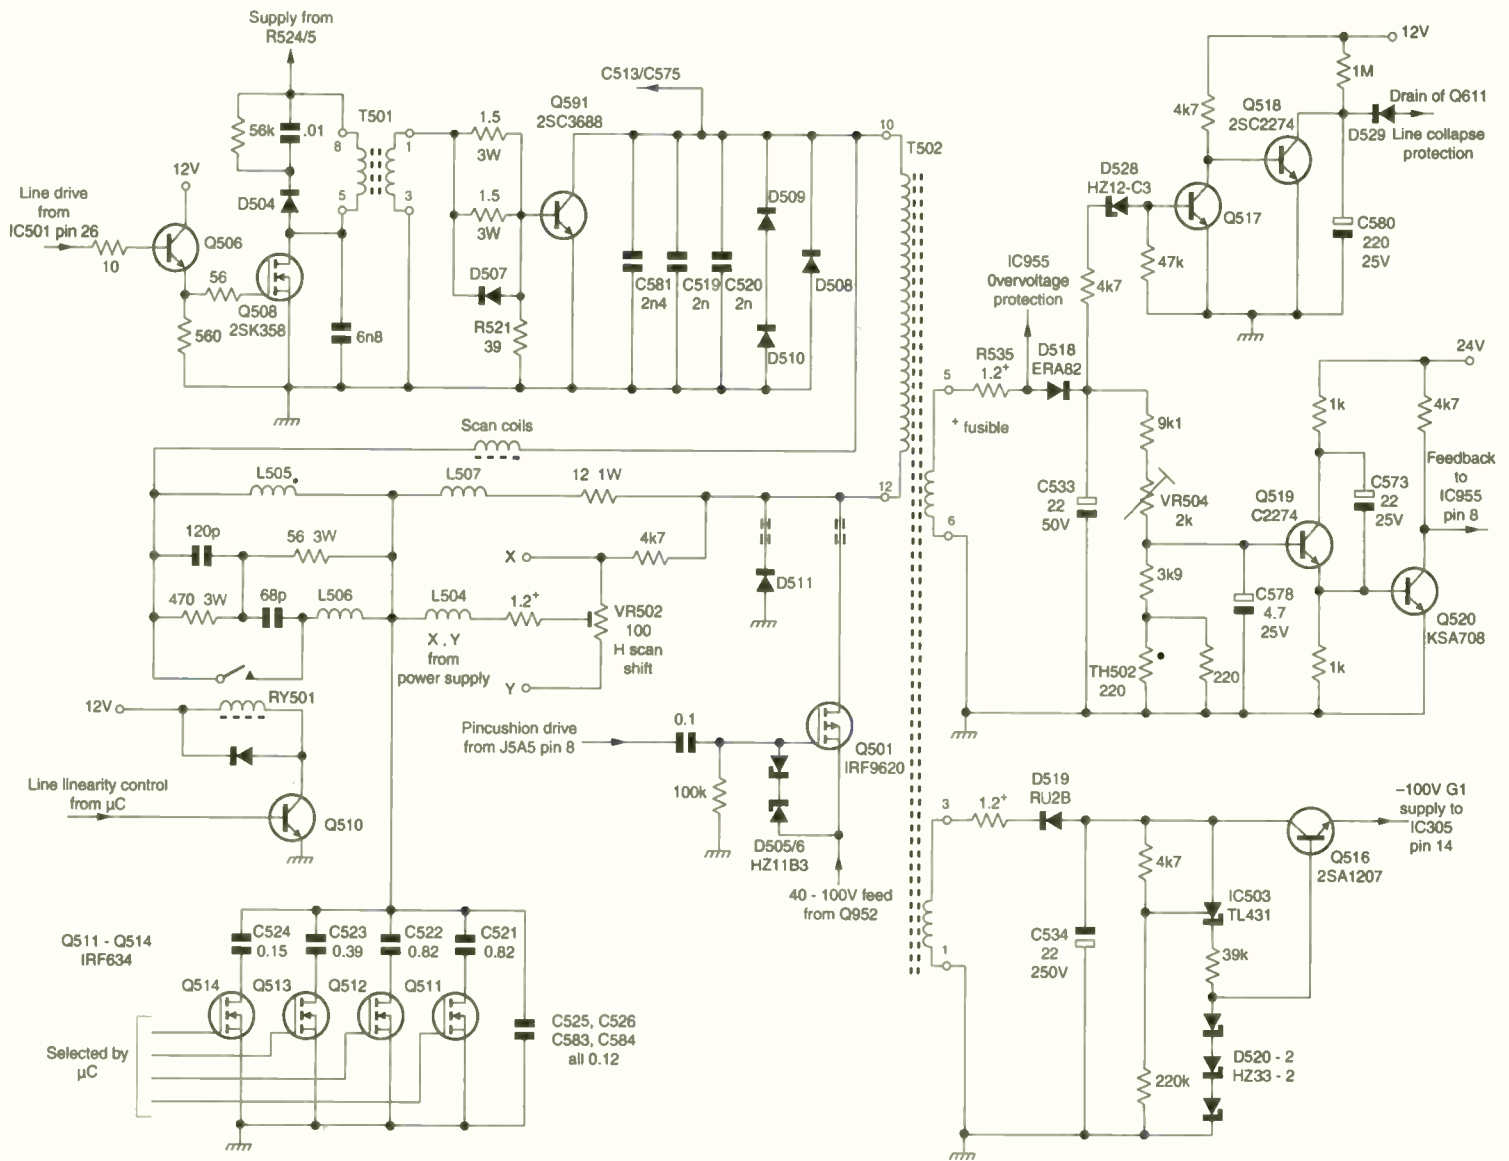 Supply from
R524/5
56k
.01
8
T501
1
5
3
D504
12V
Line drive
from
IC501 pin 26
10
Q506
56
Q508
2SK358
560
6n8
1.5
3W
1.5
3W
D507
R521
39
Q591
2SC3688
C513/C575
C581
2n4
C519
2n
C520
2n
D509
D510
D508
10
T502
12
12V
1M
4k7
Q518
2SC2274
D529
Drain of Q611
Line collapse
protection
D528
HZ12-C3
Q517
C580
220
25V
47k
4k7
IC955
0vervoltage
protection
5
R535
1.2+
D518
ERA82
+ fusible
6
C533
22
50V
9k1
VR504
2k
3k9
TH502
220
220
C578
4.7
25V
Q519
C2274
1k
1k
C573
22
25V
24V
4k7
Feedback
to
IC955
pin 8
Q520
KSA708
Scan coils
L505
L507
12 1W
120p
56 3W
470 3W
68p
L506
L504
1.2+
X
4k7
VR502
100
H scan
shift
Y
X , Y
from
power supply
D511
RY501
12V
Line linearity control
from µC
Q510
Pincushion drive
from J5A5 pin 8
0.1
100k
D505/6
HZ11B3
Q501
IRF9620
40 - 100V feed
from Q952
Q511 - Q514
IRF634
C524
0.15
C523
0.39
C522
0.82
C521
0.82
Q514
Q513
Q512
Q511
C525, C526
C583, C584
all 0.12
Selected by
µC
3
1.2+
D519
RU2B
1
C534
22
250V
4k7
220k
IC503
TL431
39k
D520 - 2
HZ33 - 2
Q516
2SA1207
–100V G1
supply to
IC305
pin 14